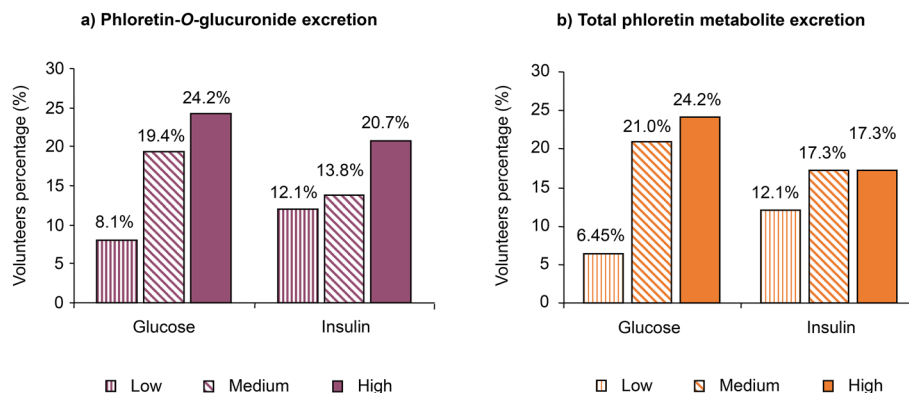 a) Phloretin-O-glucuronide excretion
Volunteers percentage (%)
30
25
20
15
10
5
0
8.1%
19.4%
24.2%
12.1%
13.8%
20.7%
Glucose
Insulin
Low
Medium
High
b) Total phloretin metabolite excretion
Volunteers percentage (%)
30
25
20
15
10
5
0
6.45%
21.0%
24.2%
12.1%
17.3%
17.3%
Glucose
Insulin
Low
Medium
High